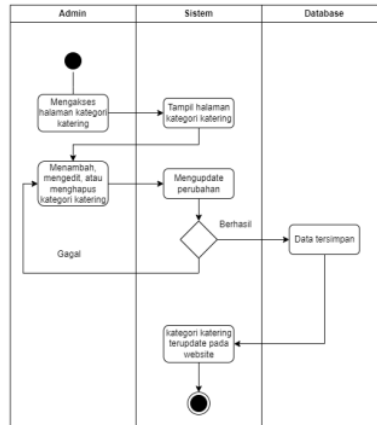 Admin
Sistem
Database
Mengakses
halaman kategori
katering
Tampil halaman
kategori katering
Menambah,
mengedit, atau
menghapus
kategori katering
Mengupdate
perubahan
Berhasil
Data tersimpan
Gagal
kategori katering
terupdate pada
website